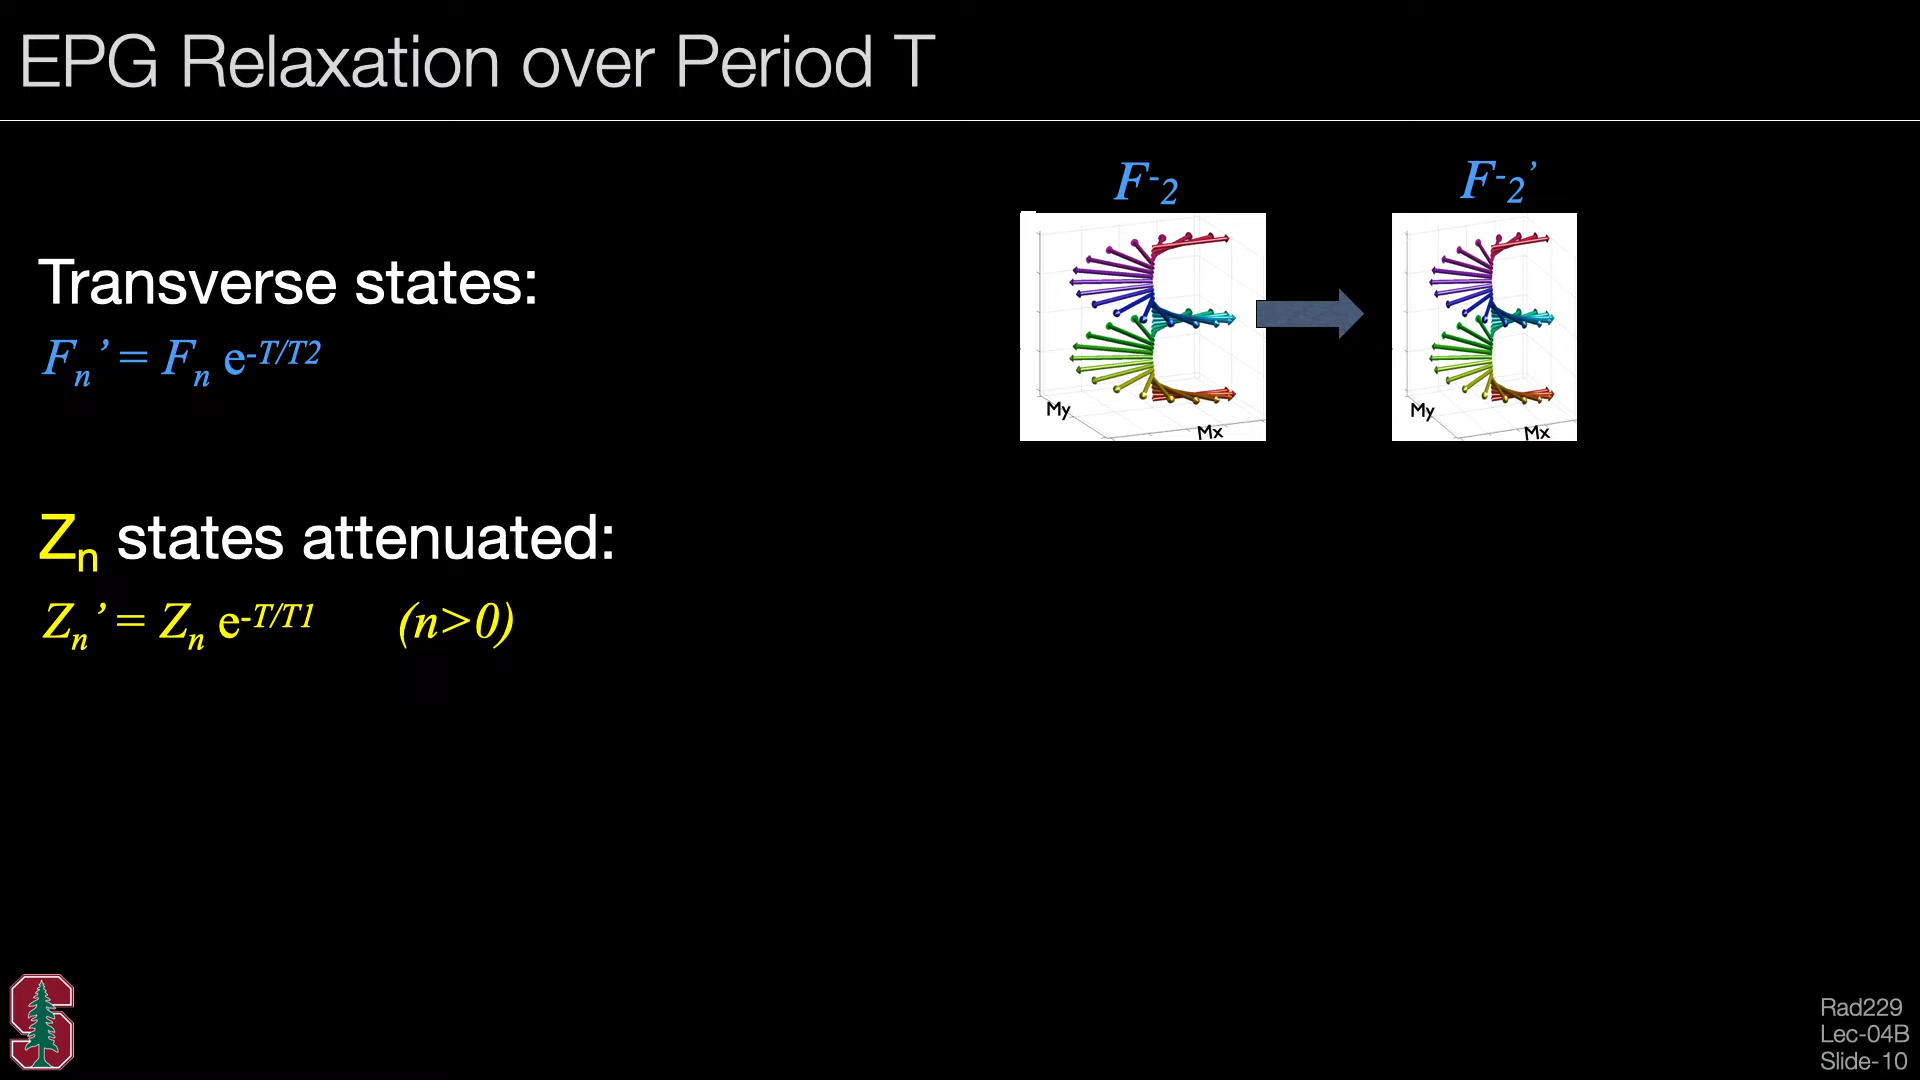 EPG Relaxation over Period T
F-2
F-2’
My
Mx
My
Mx
Transverse states:
Fn’ = Fn e-T/T2
Zn states attenuated:
Zn’ = Zn e-T/T1 (n>0)
Rad229
Lec-04B
Slide-10